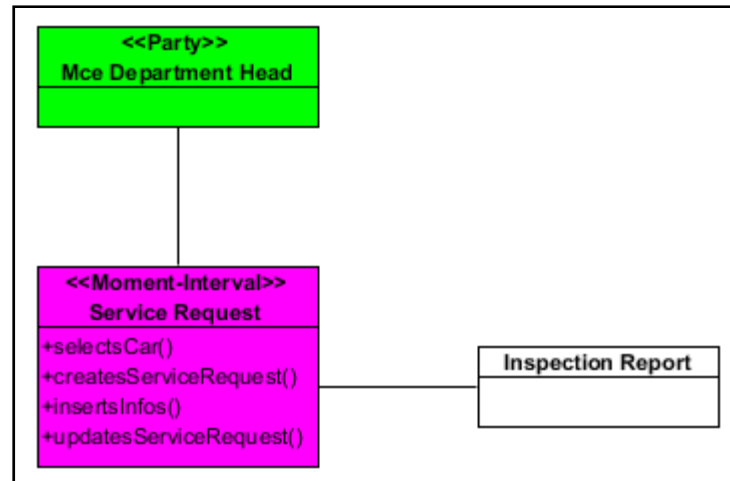 <<Party>>
Mce Department Head
<<Moment-Interval>>
Service Request
+selectsCar()
+createsServiceRequest()
+insertsInfos()
+updatesServiceRequest()
Inspection Report